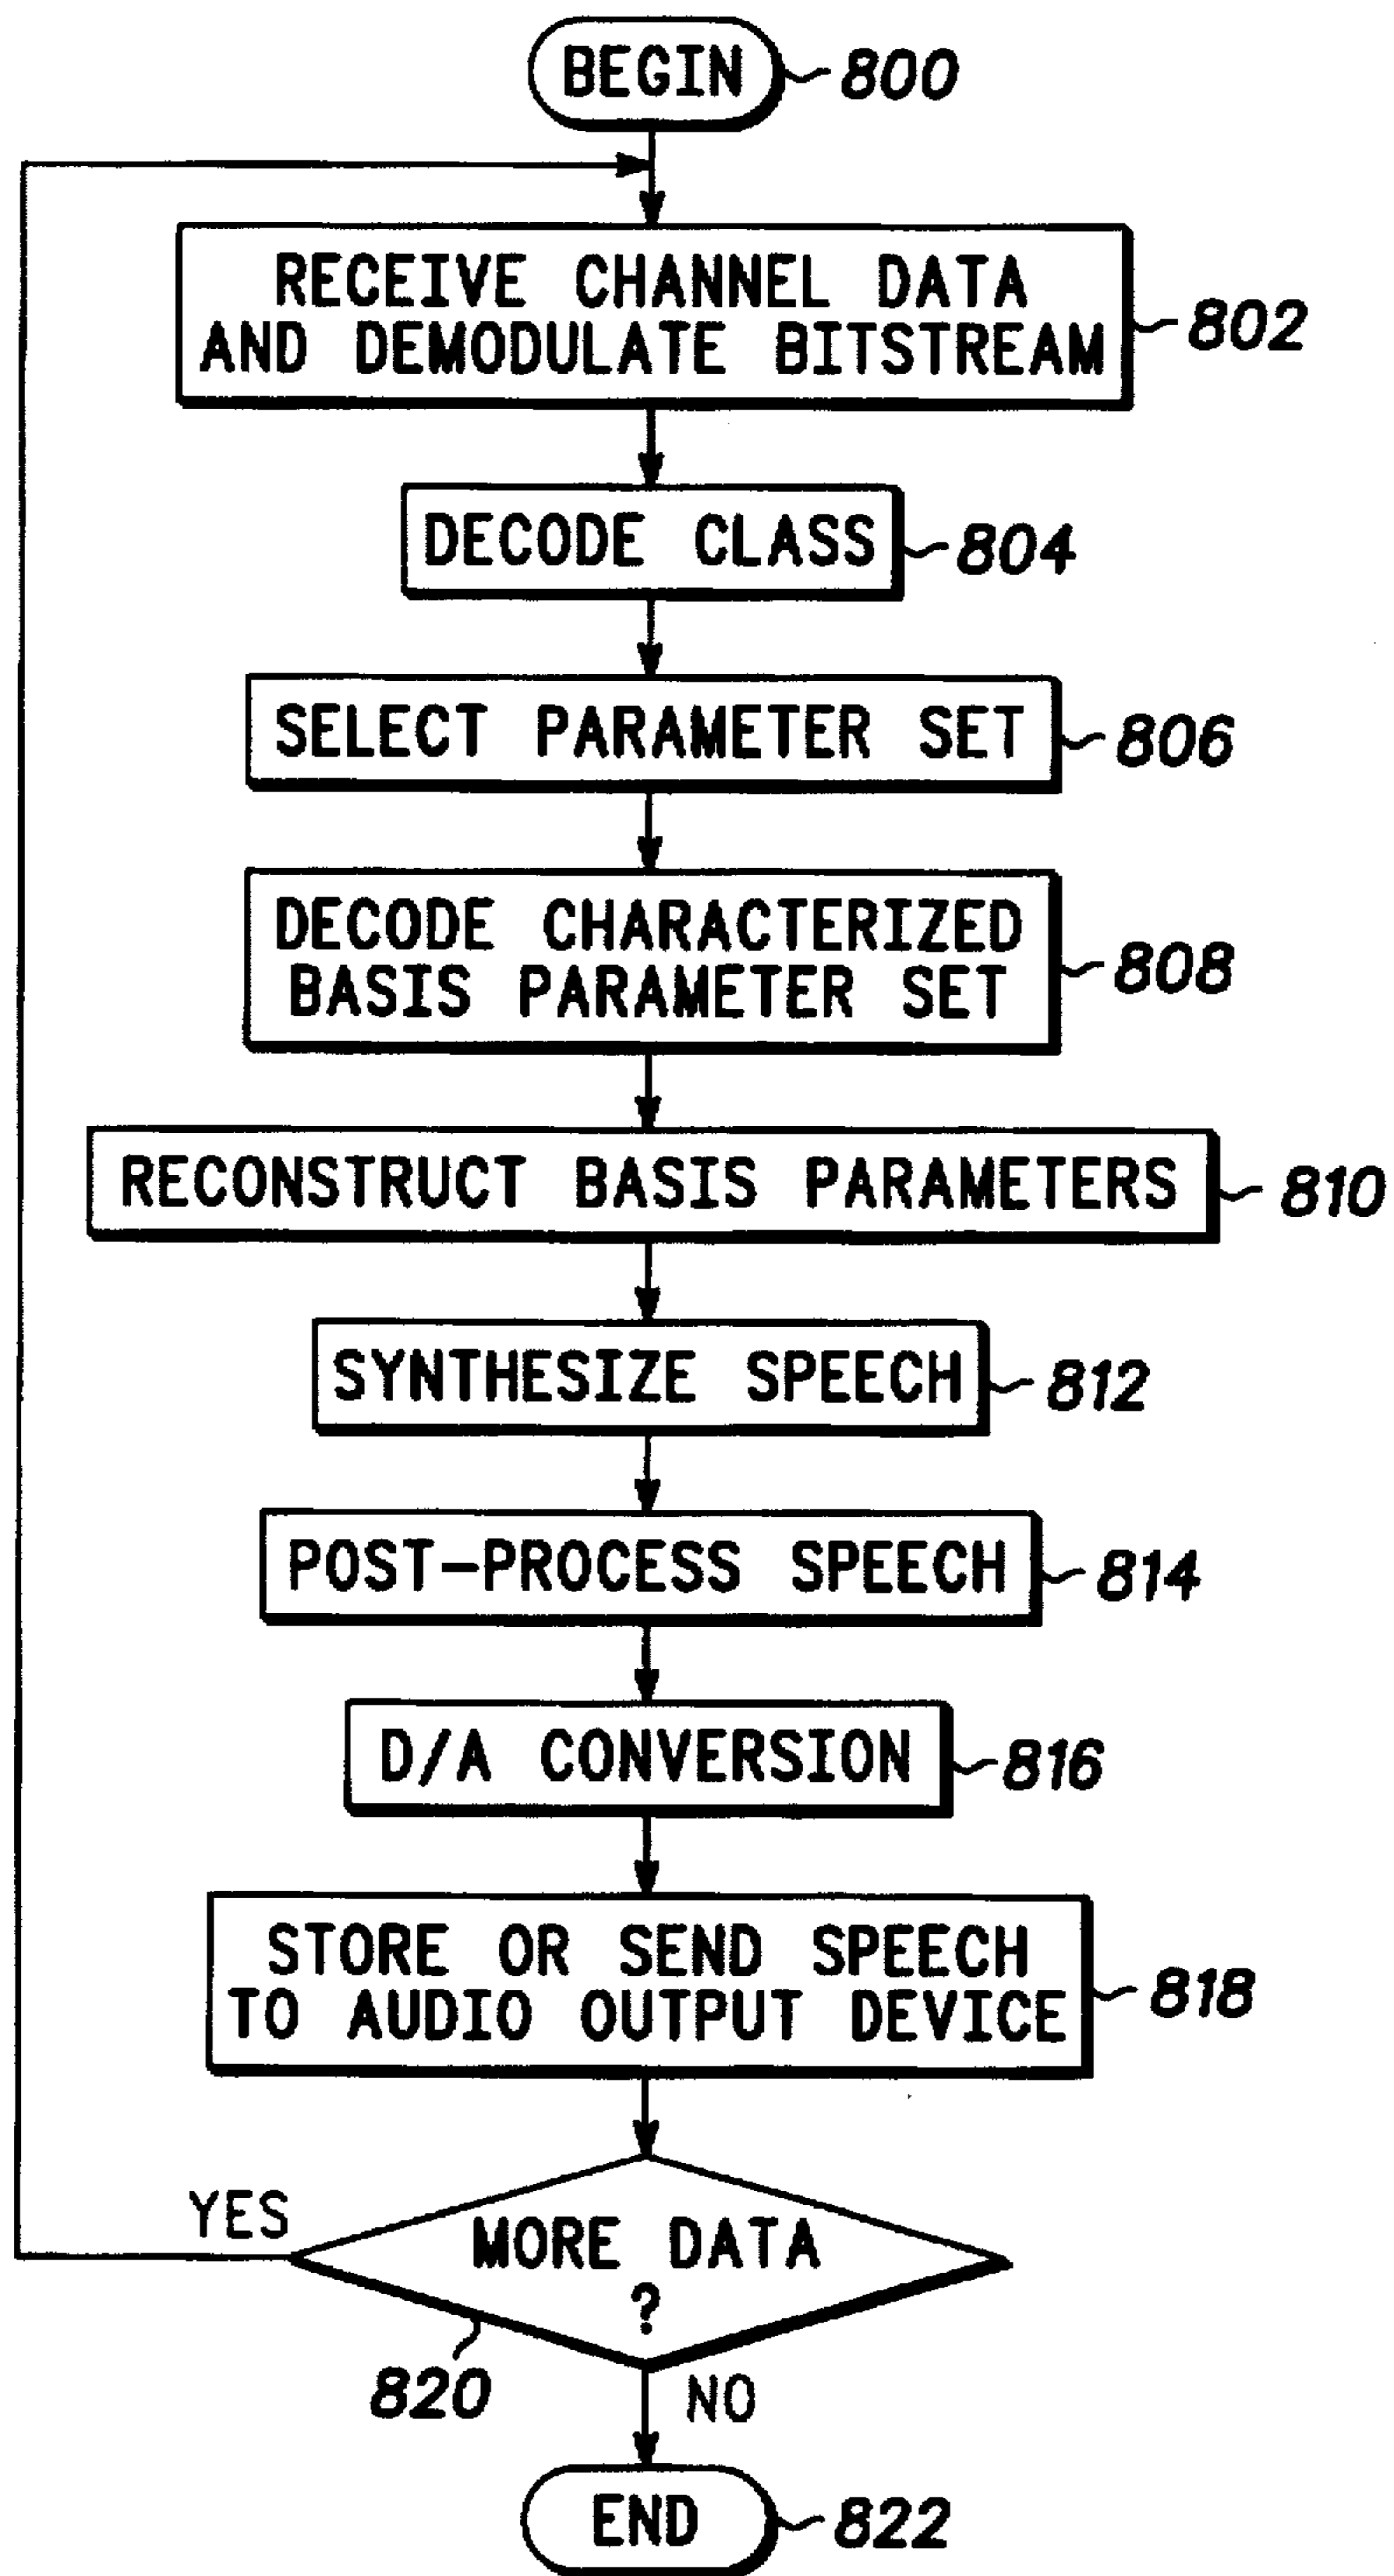 BEGIN 800
RECEIVE CHANNEL DATA
AND DEMODULATE BITSTREAM 802
DECODE CLASS 804
SELECT PARAMETER SET 806
DECODE CHARACTERIZED
BASIS PARAMETER SET 808
RECONSTRUCT BASIS PARAMETERS 810
SYNTHESIZE SPEECH 812
POST-PROCESS SPEECH 814
D/A CONVERSION 816
STORE OR SEND SPEECH
TO AUDIO OUTPUT DEVICE 818
YES
MORE DATA
?
820
NO
END 822